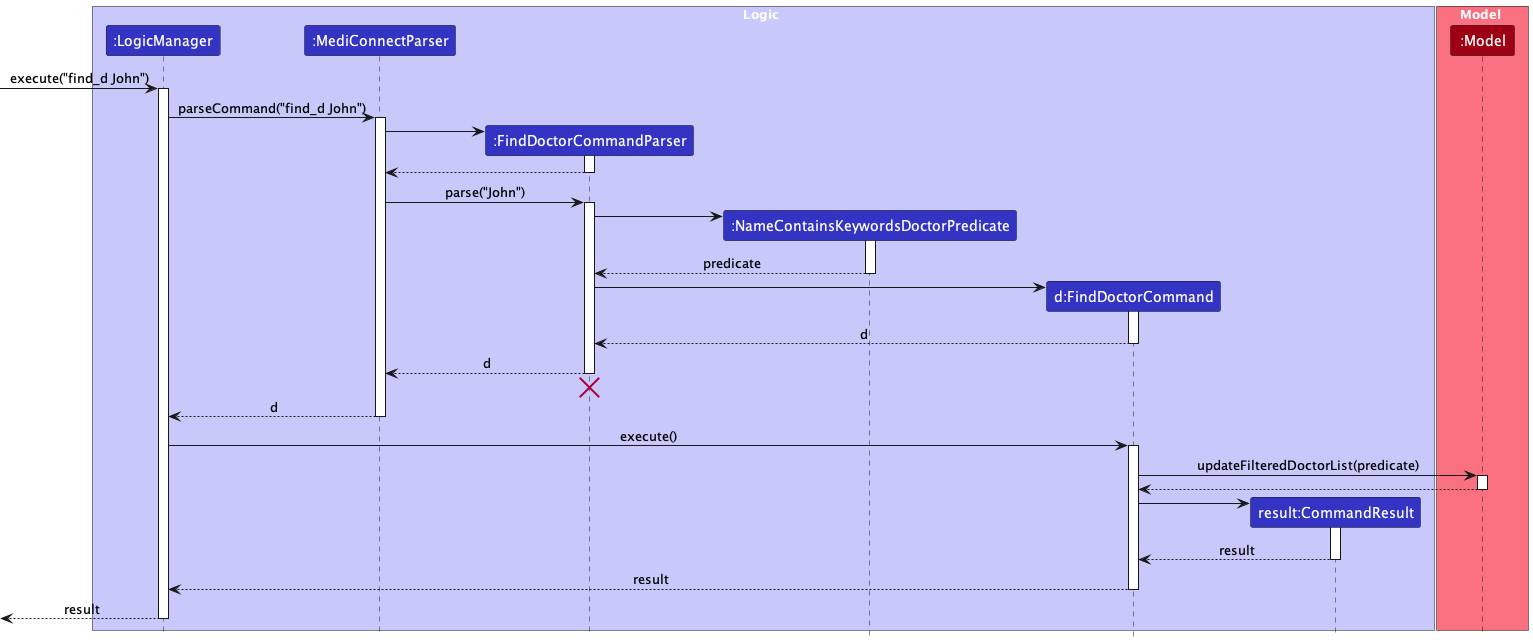 Logic
Model
:LogicManager
:MediConnectParser
:Model
execute("find_d John")
parseCommand("find_d John")
:FindDoctorCommandParser
parse("John")
:NameContainsKeywordsDoctorPredicate
predicate
d:FindDoctorCommand
d
d
d
execute()
updateFilteredDoctorList(predicate)
result:CommandResult
result
result
result